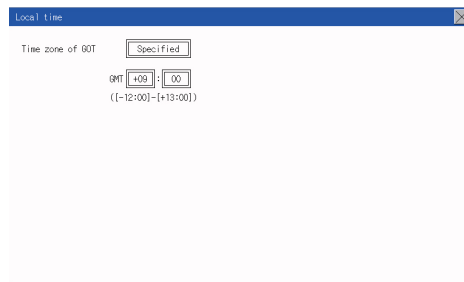 Local time
Time zone of GOT Specified
GMT +09 : 00
([-12:00]-[+13:00])